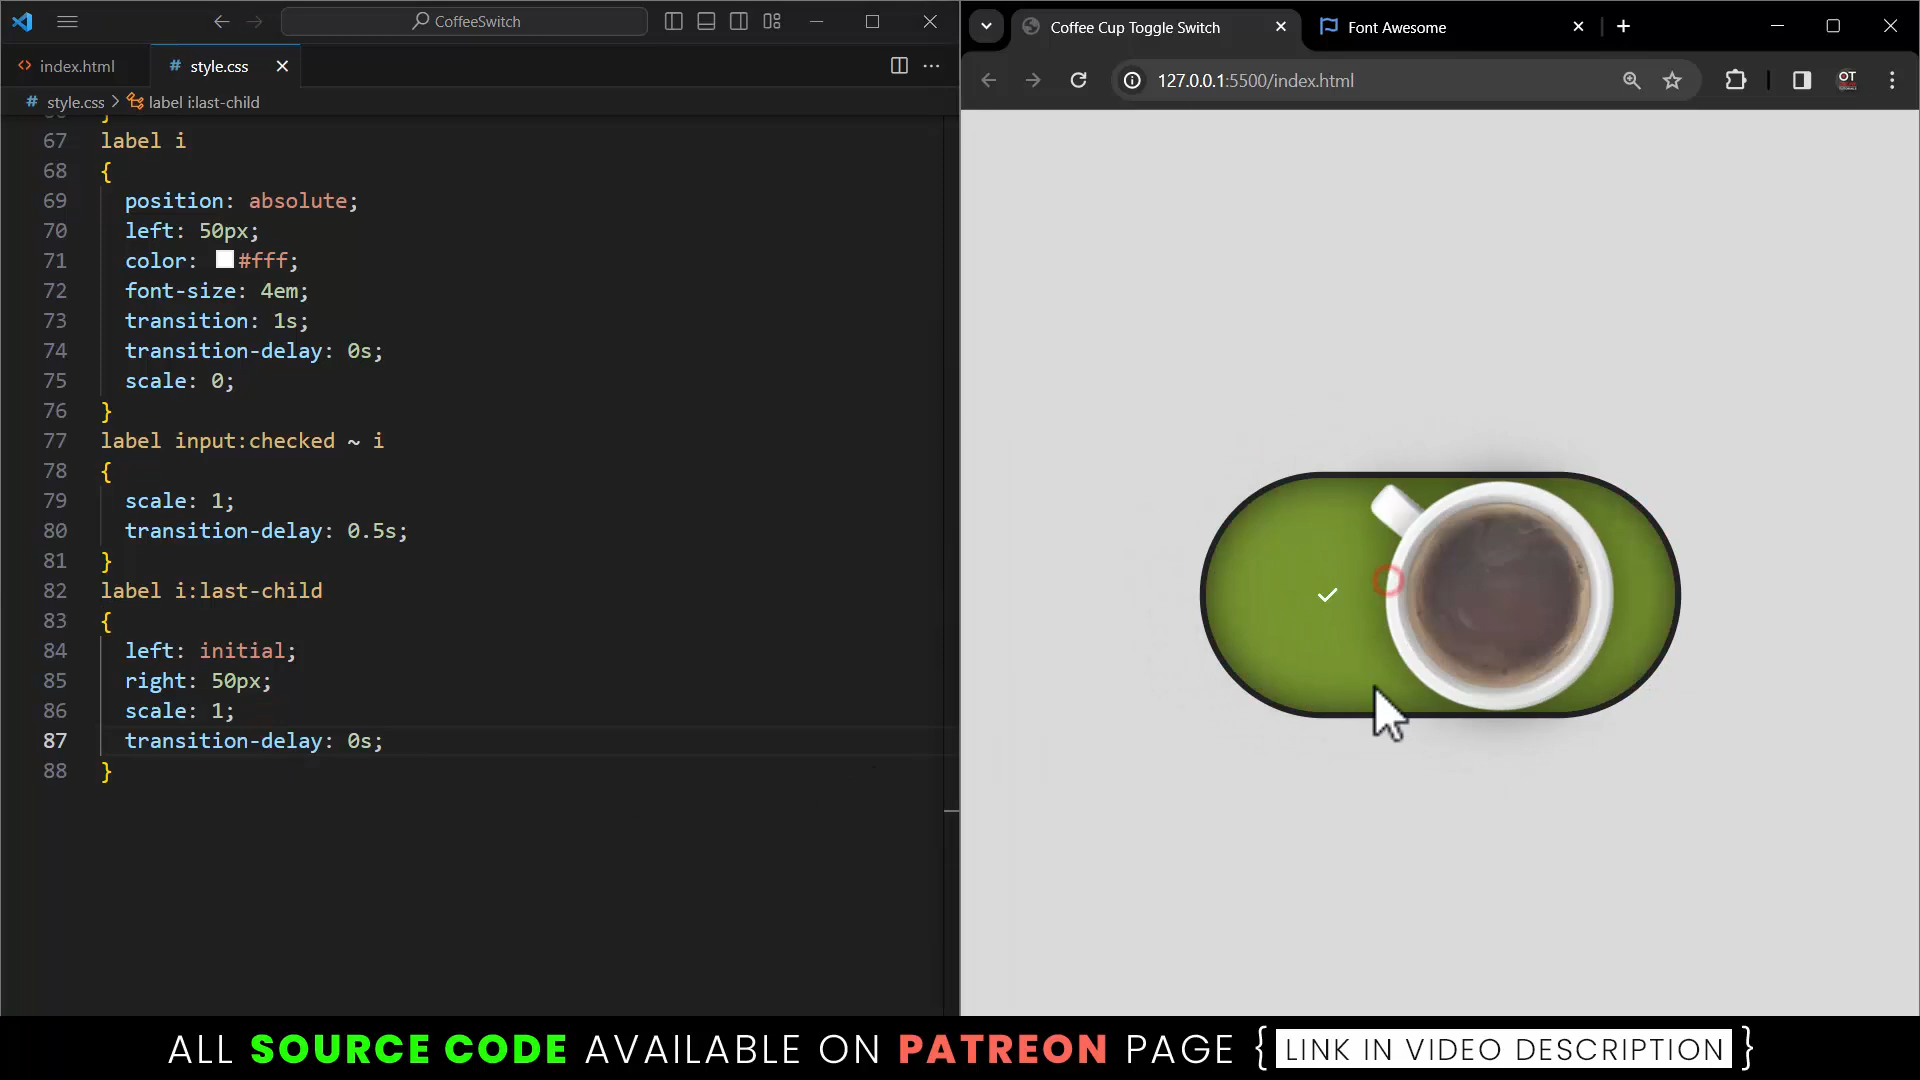 CoffeeSwitch
index.html
# style.css
# style.css > label i:last-child
67 label i
68 {
69 position: absolute;
70 left: 50px;
71 color: #fff;
72 font-size: 4em;
73 transition: 1s;
74 transition-delay: 0s;
75 scale: 0;
76 }
77 label input:checked ~ i
78 {
79 scale: 1;
80 transition-delay: 0.5s;
81 }
82 label i:last-child
83 {
84 left: initial;
85 right: 50px;
86 scale: 1;
87 transition-delay: 0s;
88 }
Coffee Cup Toggle Switch
Font Awesome
127.0.0.1:5500/index.html
OT
ALL SOURCE CODE AVAILABLE ON PATREON PAGE { LINK IN VIDEO DESCRIPTION }